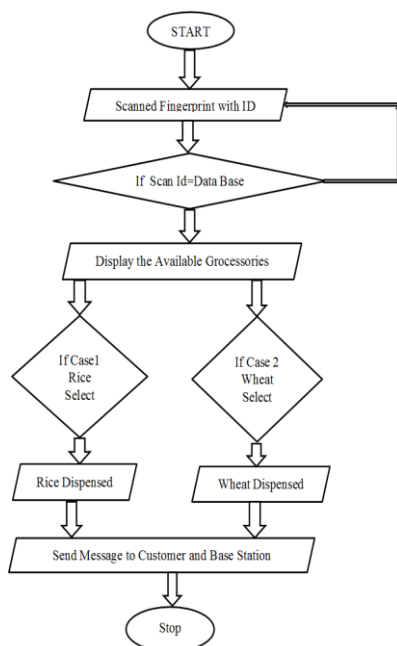 START
Scanned Fingerprint with ID
If Scan Id=Data Base
Display the Available Grocessories
If Case1
Rice
Select
If Case 2
Wheat
Select
Rice Dispensed
Wheat Dispensed
Send Message to Customer and Base Station
Stop